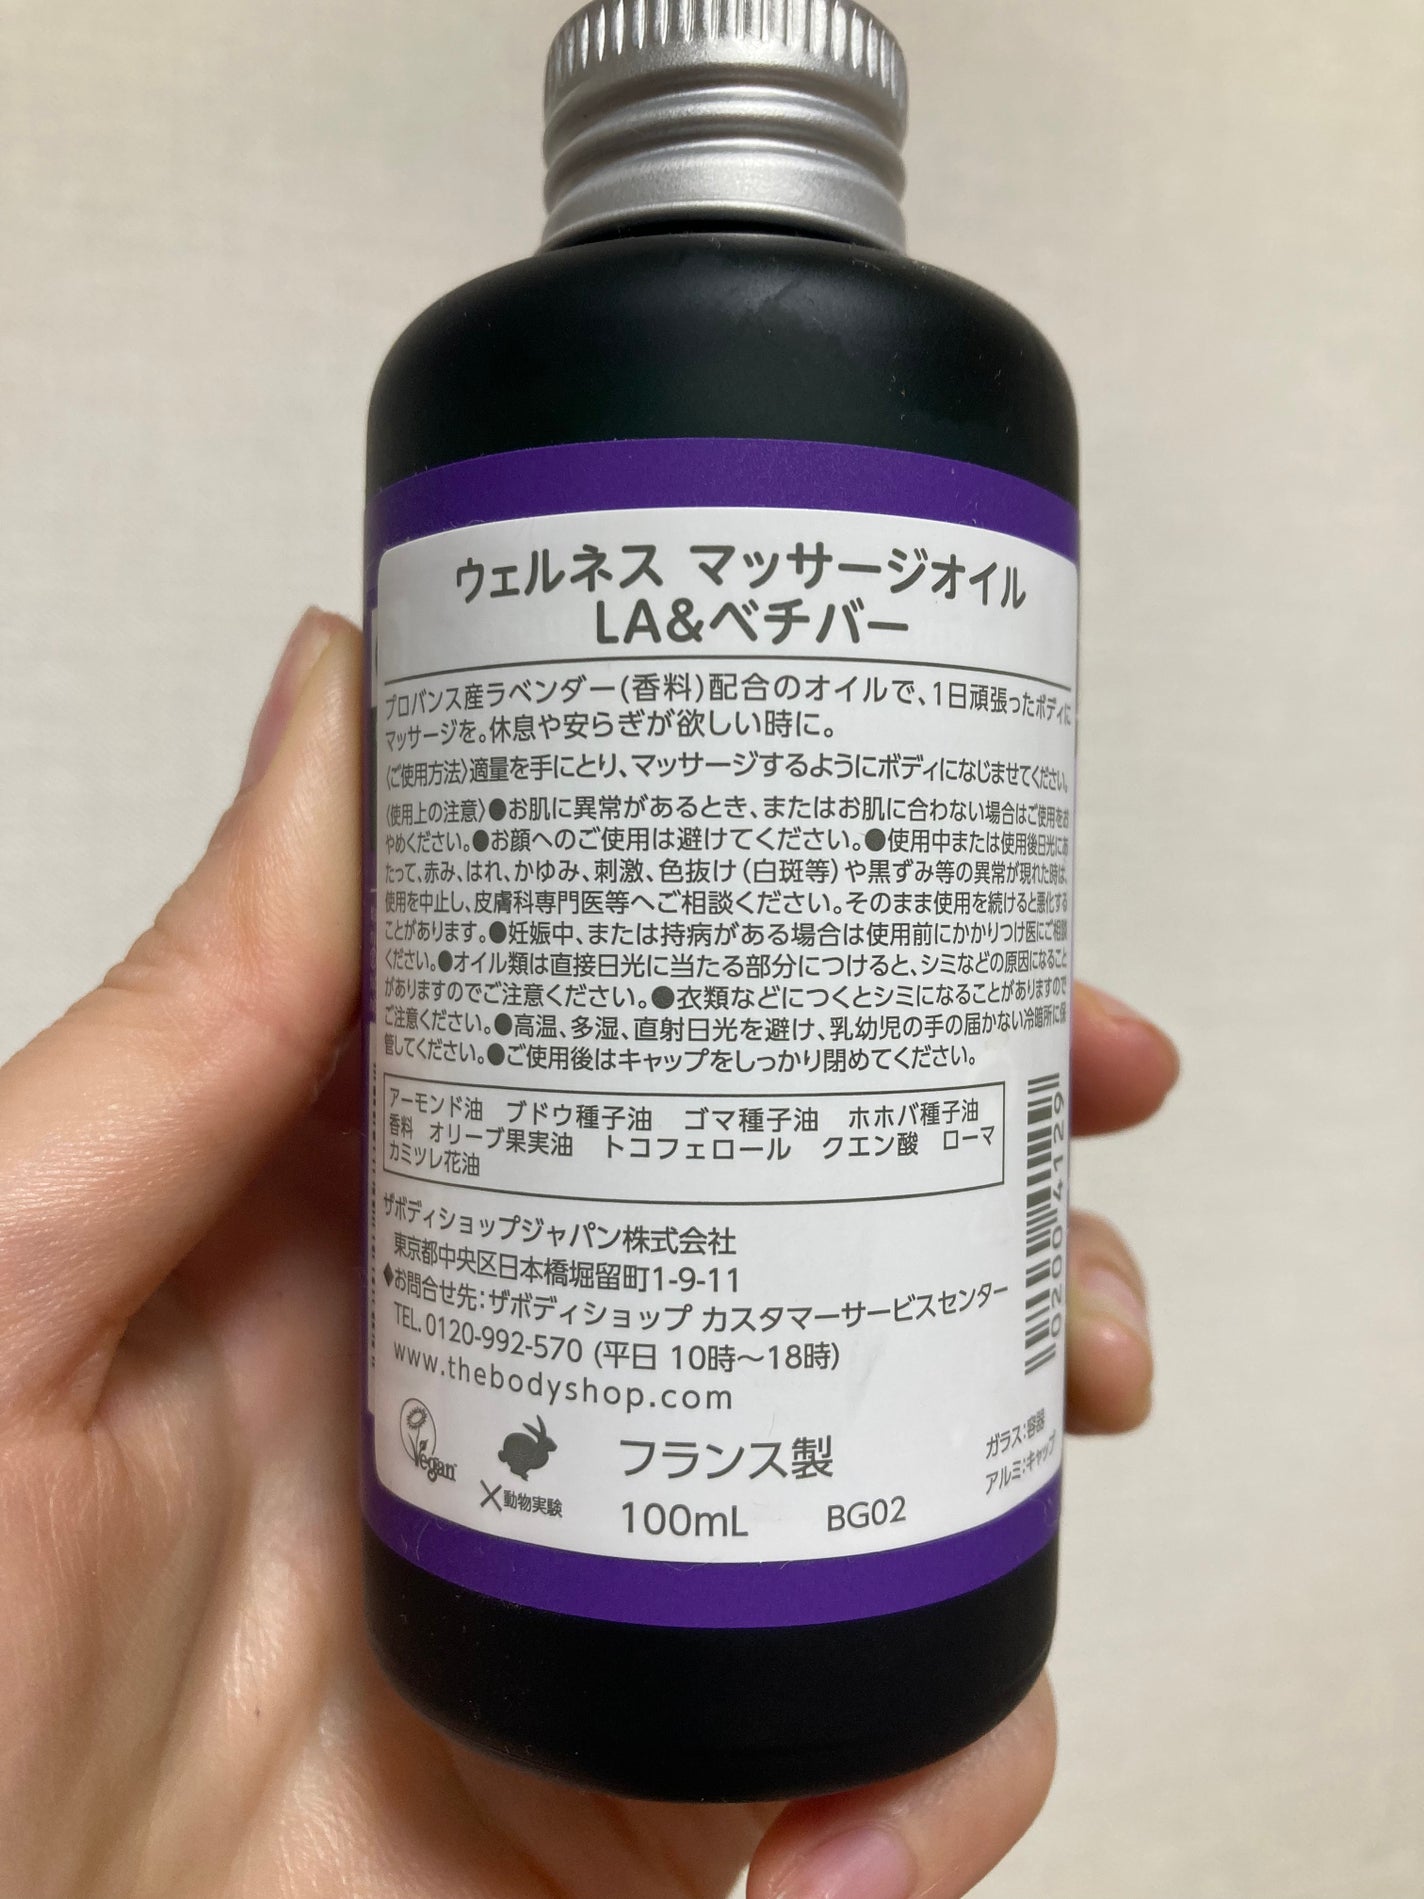 ウェルネス マッサージオイル
LA&ベチバー
プロバンス産ラベンダー(香料)配合のオイルで、1日頑張ったボディに
マッサージを。休息や安らぎが欲しい時に。
〈ご使用方法〉適量を手にとり、マッサージするようにボディになじませてください。
〈使用上の注意〉●お肌に異常があるとき、またはお肌に合わない場合はご使用をお
やめください。●お顔へのご使用は避けてください。●使用中または使用後日光にあ
たって、赤み、はれ、かゆみ、刺激、色抜け(白斑等)や黒ずみ等の異常が現れた時は、
使用を中止し、皮膚科専門医等へご相談ください。そのまま使用を続けると悪化する
ことがあります。●妊娠中、または持病がある場合は使用前にかかりつけ医にご相談
ください。●オイル類は直接日光に当たる部分につけると、シミなどの原因になること
がありますのでご注意ください。●衣類などにつくとシミになることがありますので
ご注意ください。●高温、多湿、直射日光を避け、乳幼児の手の届かない冷暗所に保
管してください。●ご使用後はキャップをしっかり閉めてください。
アーモンド油 ブドウ種子油 ゴマ種子油 ホホバ種子油
香料 オリーブ果実油 トコフェロール クエン酸 ローマ
カミツレ花油
ザボディショップジャパン株式会社
東京都中央区日本橋堀留町1-9-11
◆お問合せ先:ザボディショップ カスタマーサービスセンター
TEL.0120-992-570 (平日 10時〜18時)
www.thebodyshop.com
Vegan
×動物実験
フランス製
100mL BG02
ガラス:容器
アルミ:キャップ
02004129